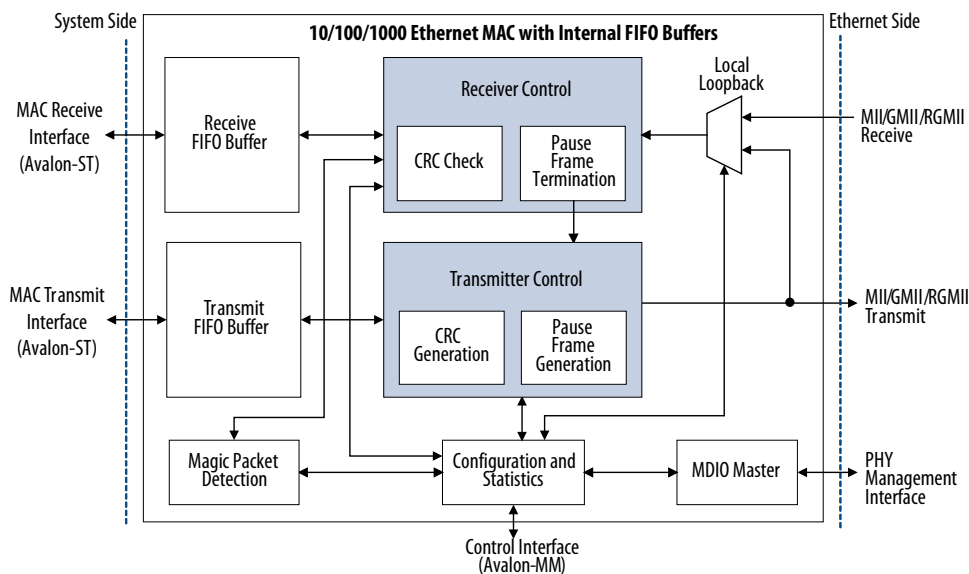 System Side
Ethernet Side
10/100/1000 Ethernet MAC with Internal FIFO Buffers
Local
Loopback
MAC Receive
Interface
(Avalon-ST)
Receive
FIFO Buffer
Receiver Control
CRC Check
Pause
Frame
Termination
MII/GMII/RGMII
Receive
MAC Transmit
Interface
(Avalon-ST)
Transmit
FIFO Buffer
Transmitter Control
CRC
Generation
Pause
Frame
Generation
MII/GMII/RGMII
Transmit
Magic Packet
Detection
Configuration and
Statistics
MDIO Master
PHY
Management
Interface
Control Interface
(Avalon-MM)